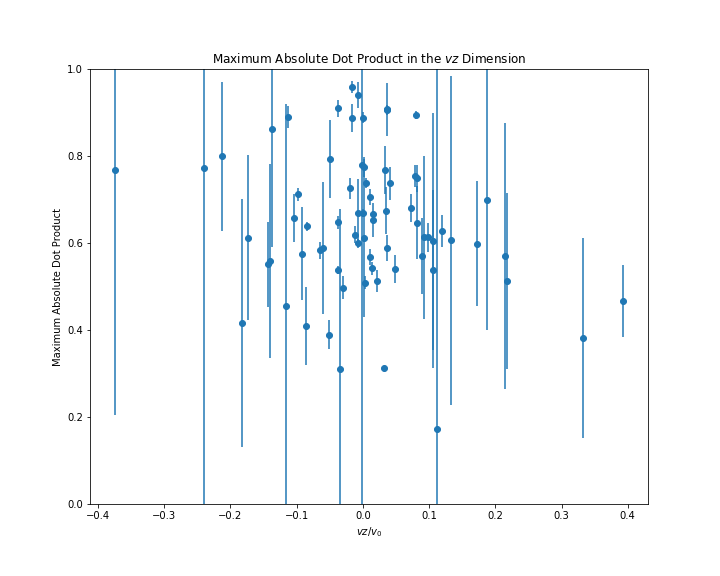 Maximum Absolute Dot Product in the vz Dimension
Maximum Absolute Dot Product
1.0
0.8
0.6
0.4
0.2
0.0
−0.4 −0.3 −0.2 −0.1 0.0 0.1 0.2 0.3 0.4
vz/v₀